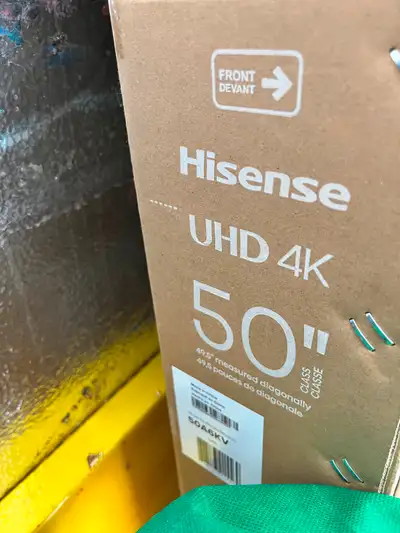 FRONT
DEVANT
Hisense
UHD 4K
50"
CLASS
CLASSE
49.5" measured diagonally
49.5 pouces de diagonale
50A6KV